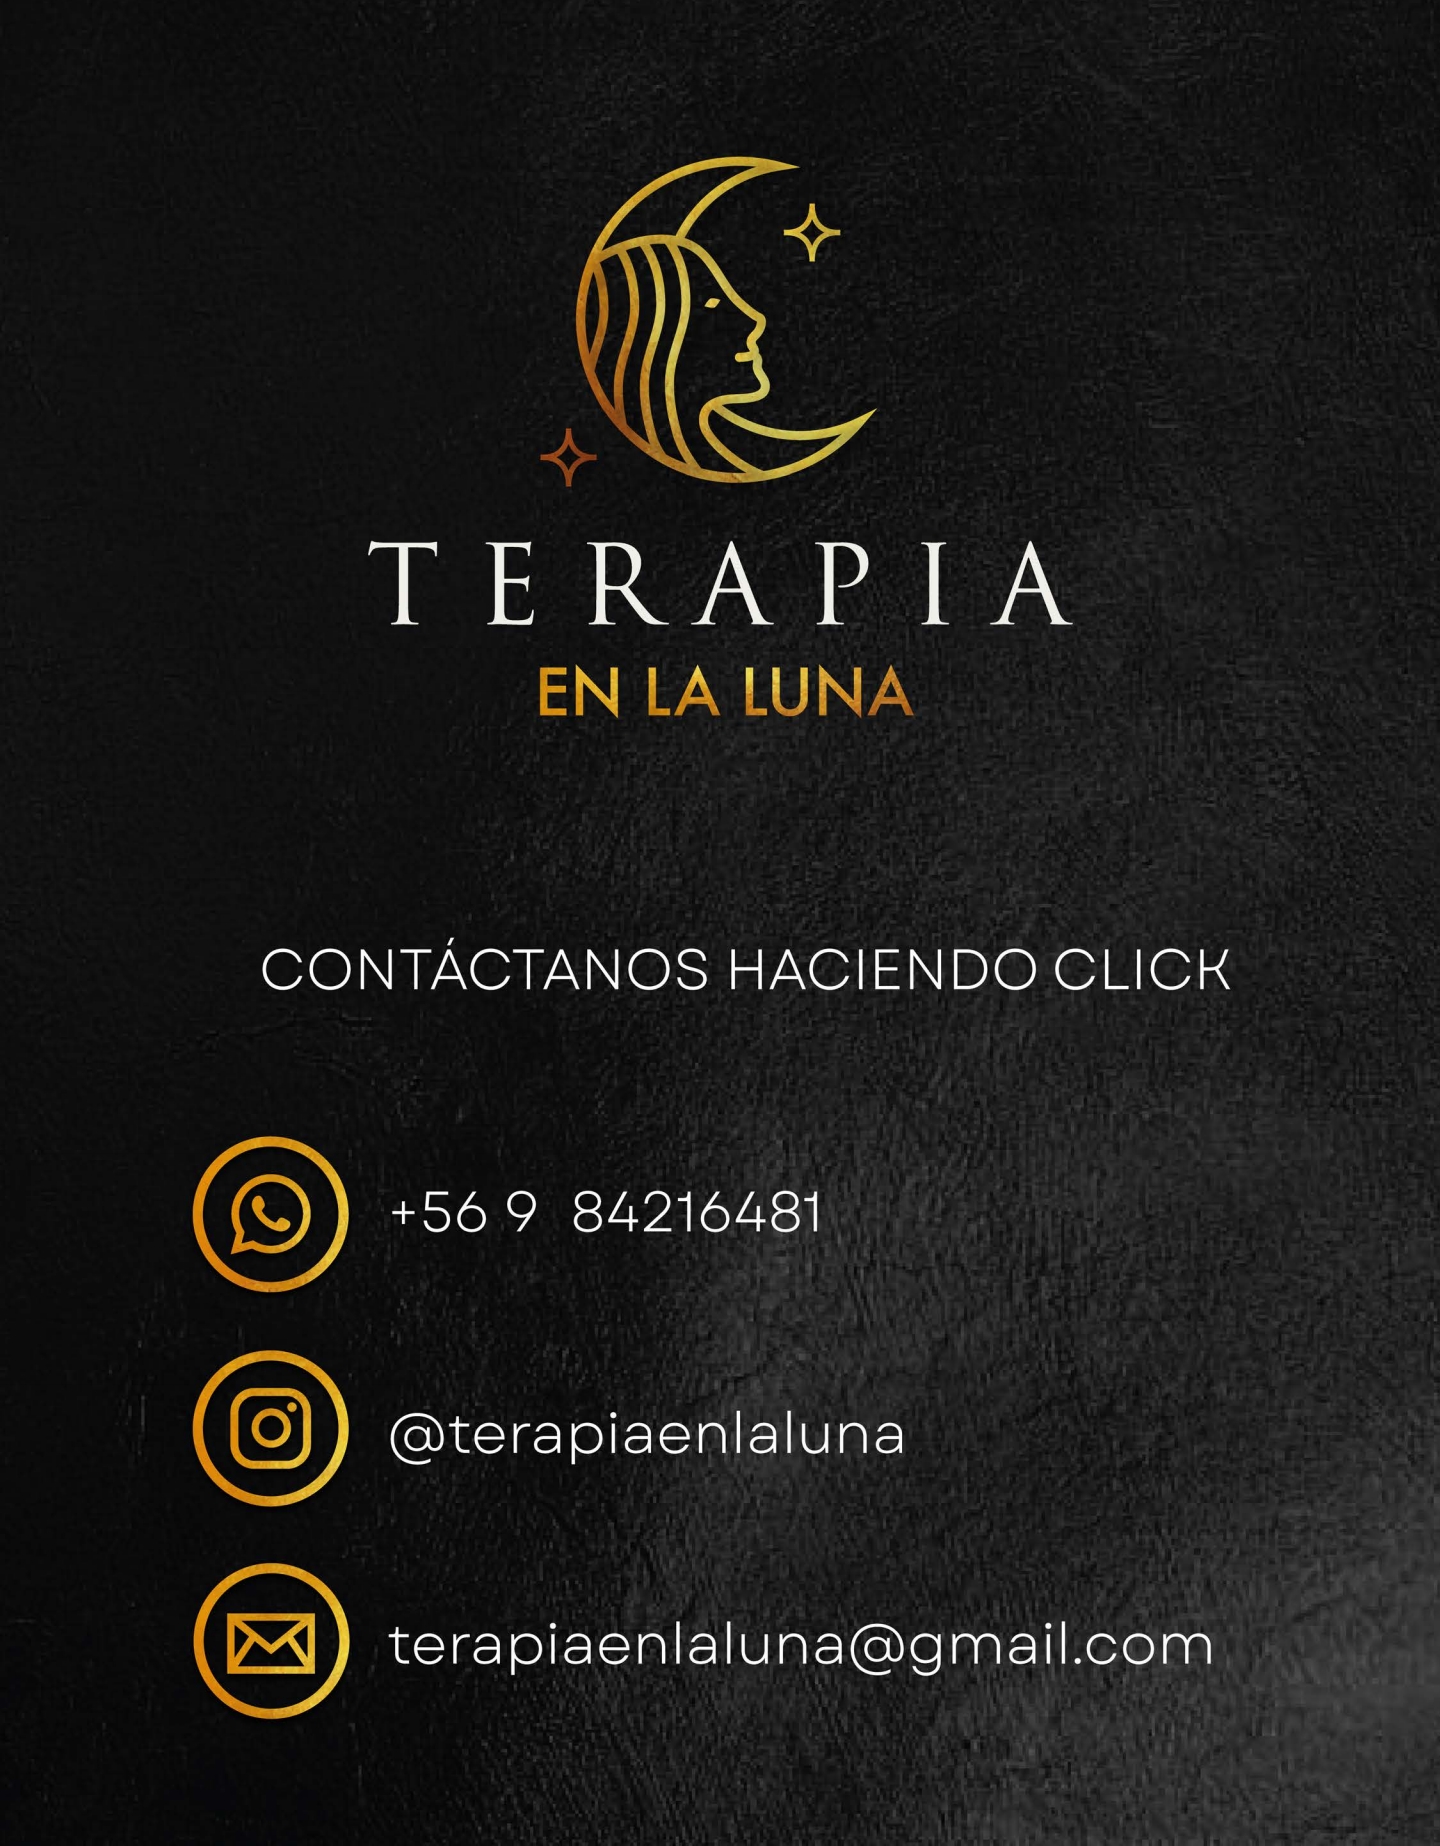 TERAPIA
EN LA LUNA
CONTÁCTANOS HACIENDO CLICK
+56 9  84216481
@terapiaenlaluna
terapiaenlaluna@gmail.com